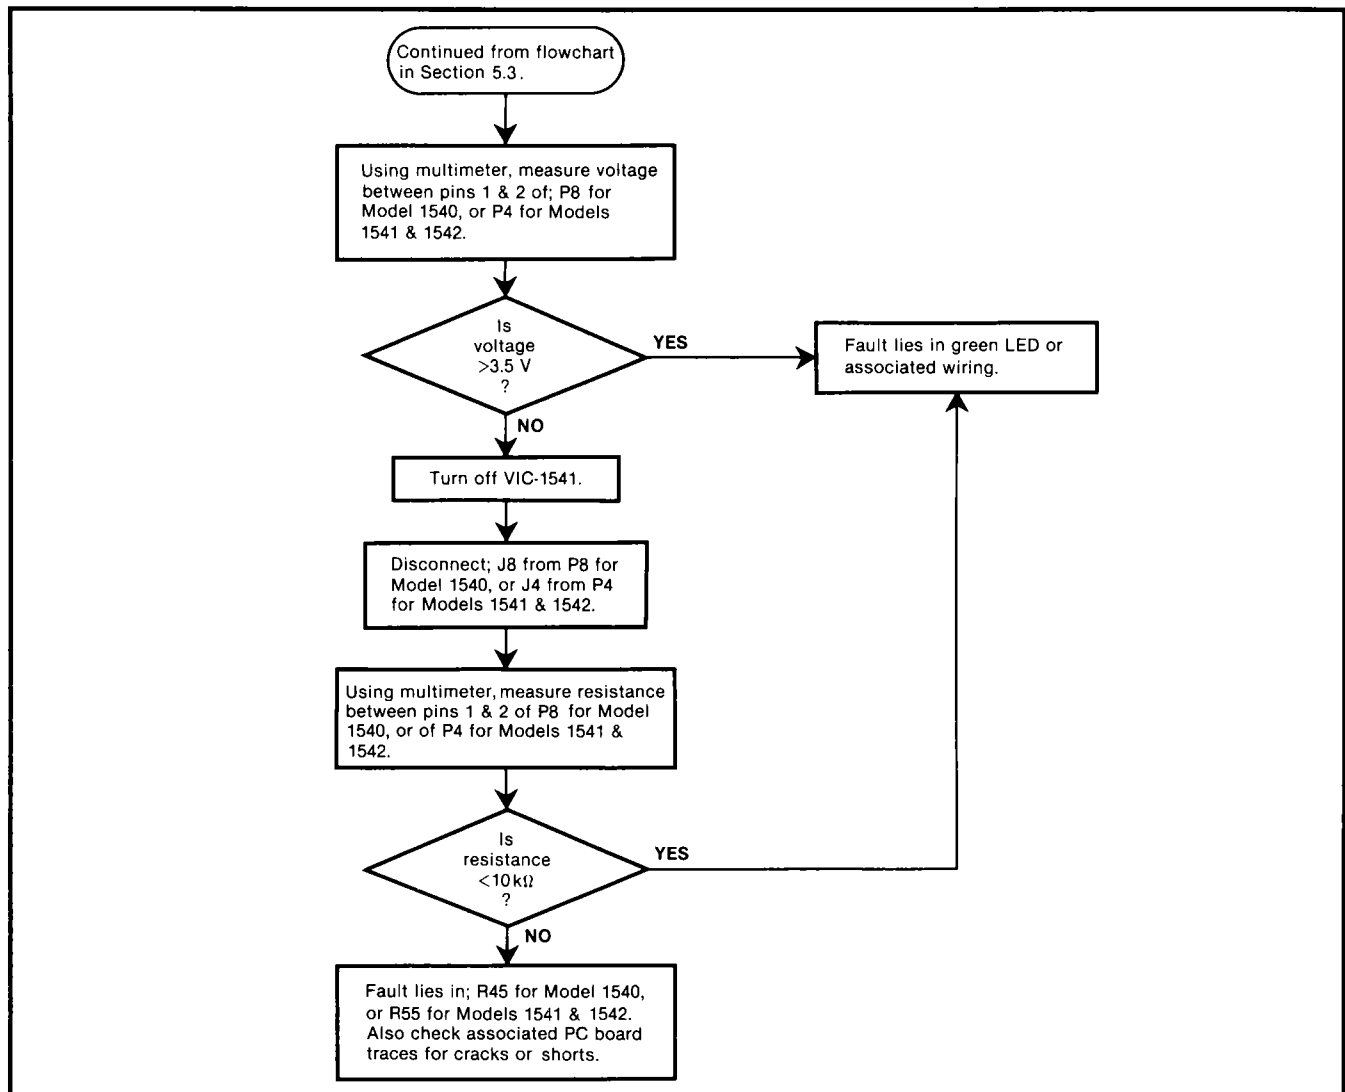 Continued from flowchart
in Section 5.3.
Using multimeter, measure voltage
between pins 1 & 2 of; P8 for
Model 1540, or P4 for Models
1541 & 1542.
Is
voltage
>3.5 V
?
YES
Fault lies in green LED or
associated wiring.
NO
Turn off VIC-1541.
Disconnect; J8 from P8 for
Model 1540, or J4 from P4
for Models 1541 & 1542.
Using multimeter, measure resistance
between pins 1 & 2 of P8 for Model
1540, or of P4 for Models 1541 &
1542.
Is
resistance
<10kΩ
?
YES
NO
Fault lies in; R45 for Model 1540,
or R55 for Models 1541 & 1542.
Also check associated PC board
traces for cracks or shorts.